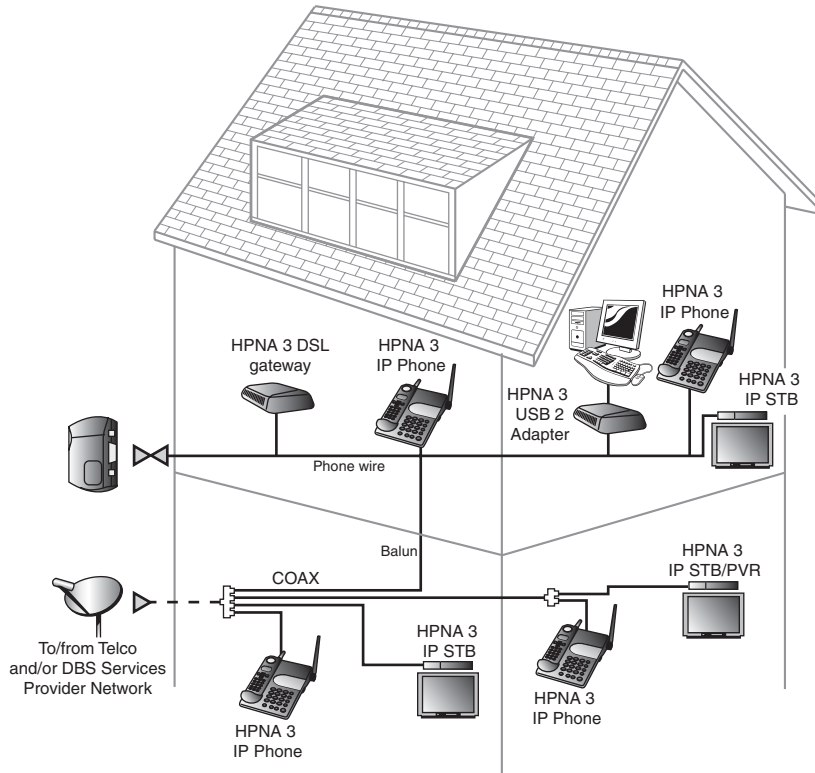 HPNA 3
IP Phone
HPNA 3 DSL
gateway
HPNA 3
IP Phone
HPNA 3
USB 2
Adapter
HPNA 3
IP STB
Phone wire
Balun
COAX
HPNA 3
IP STB/PVR
To/from Telco
and/or DBS Services
Provider Network
HPNA 3
IP STB
HPNA 3
IP Phone
HPNA 3
IP Phone